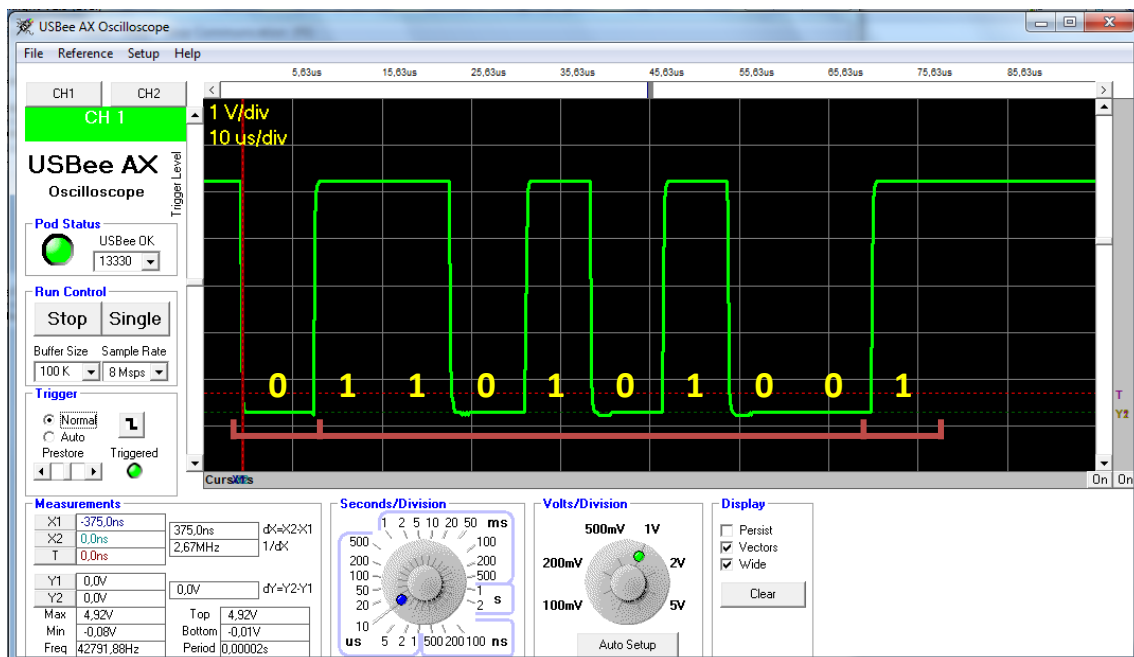 USBee AX Oscilloscope
File Reference Setup Help
5,63us 15,63us 25,63us 35,63us 45,63us 55,63us 65,63us 75,63us 85,63us
CH1 CH2
CH 1
USBee AX
Oscilloscope
Trigger Level
1 V/div
10 us/div
Pod Status
USBee OK
13330
Run Control
Stop Single
Buffer Size Sample Rate
100 K 8 Msps
Trigger
Normal
Auto
Prestore Triggered
0 1 1 0 1 0 1 0 0 1
T
Y2
On On
Measurements
X1 -375,0ns
X2 0,0ns
T 0,0ns
375,0ns dX=X2-X1
2,67MHz 1/dX
Y1 0,0V
Y2 0,0V
0,0V dY=Y2-Y1
Max 4,92V Top 4,92V
Min -0,08V Bottom -0,01V
Freq 42791,88Hz Period 0,00002s
Seconds/Division
1 2 5 10 20 50 ms
500 100
200 200
100 500
50 1
20 2 s
10
us 5 2 1 500 200 100 ns
Volts/Division
500mV 1V
200mV 2V
100mV 5V
Auto Setup
Display
Persist
Vectors
Wide
Clear